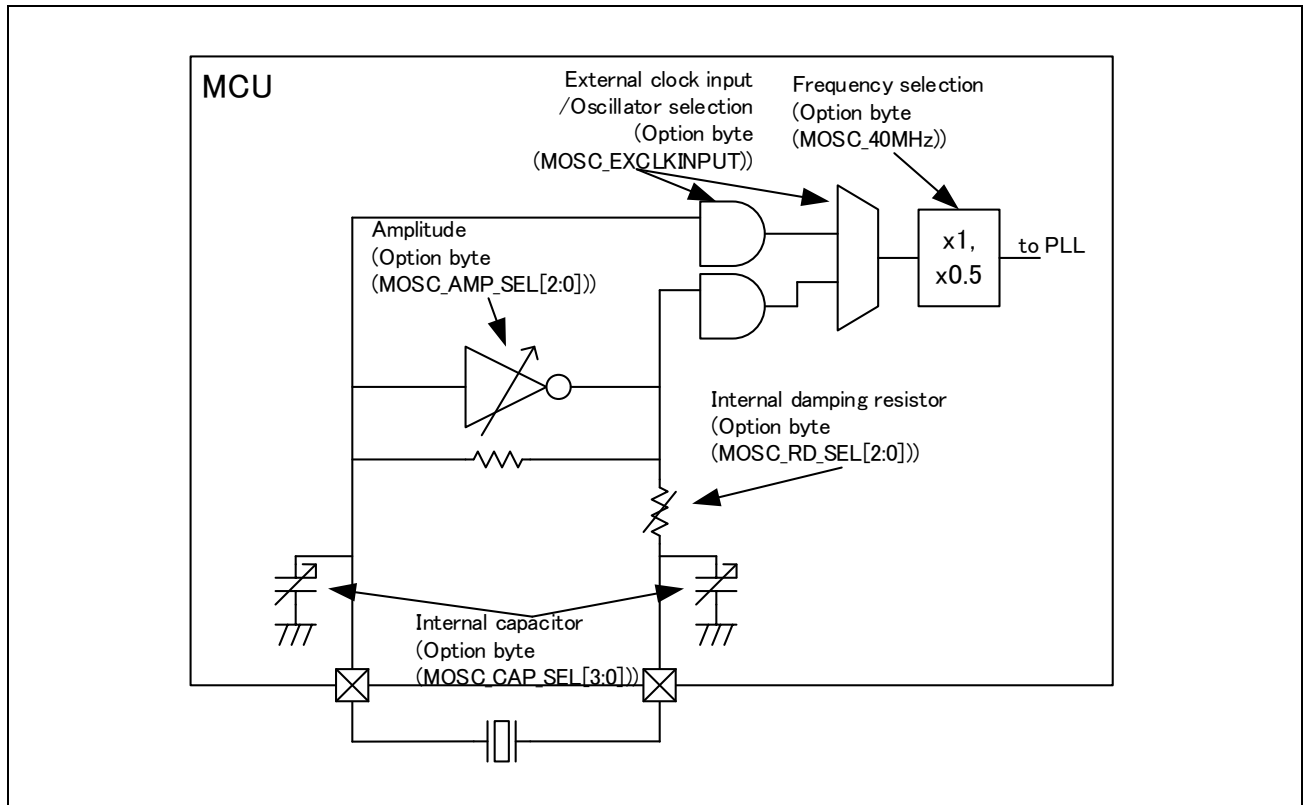 MCU
External clock input
/Oscillator selection
(Option byte
(MOSC_EXCLKINPUT))
Frequency selection
(Option byte
(MOSC_40MHz))
Amplitude
(Option byte
(MOSC_AMP_SEL[2:0]))
x1,
x0.5
to PLL
Internal damping resistor
(Option byte
(MOSC_RD_SEL[2:0]))
Internal capacitor
(Option byte
(MOSC_CAP_SEL[3:0]))